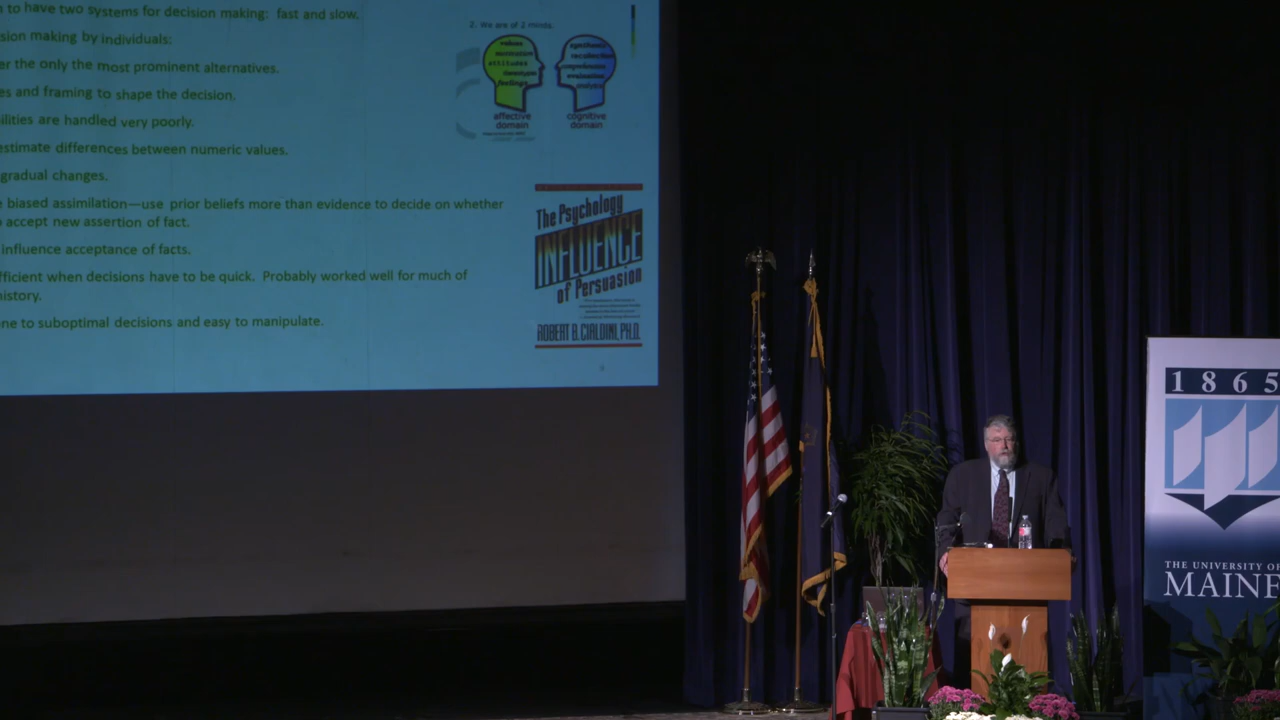 n to have two systems for decision making: fast and slow.
sion making by individuals:
er the only the most prominent alternatives.
es and framing to shape the decision.
ilities are handled very poorly.
estimate differences between numeric values.
gradual changes.
e biased assimilation—use prior beliefs more than evidence to decide on whether
o accept new assertion of fact.
influence acceptance of facts.
fficient when decisions have to be quick. Probably worked well for much of
history.
one to suboptimal decisions and easy to manipulate.
2. We are of 2 minds.
values
motivation
attitudes
feelings
affective
domain
synthesis
recollection
evaluation
analysis
cognitive
domain
The Psychology
INFLUENCE
of Persuasion
ROBERT B. CIALDINI, PH.D.
1865
THE UNIVERSITY OF
MAINE